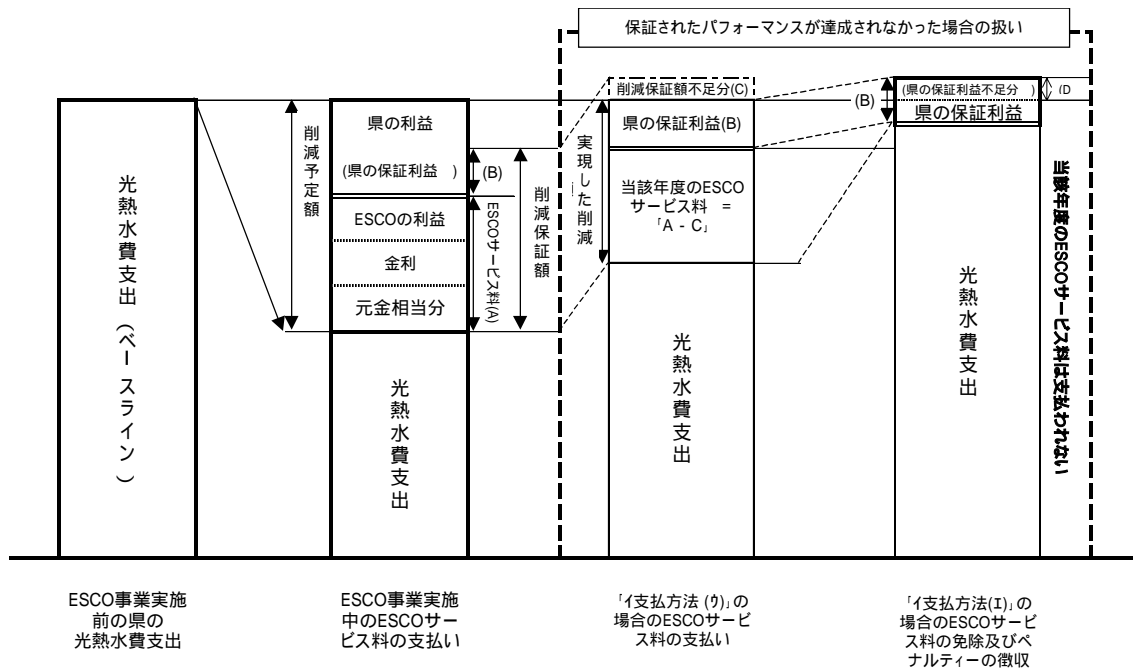 保証されたパフォーマンスが達成されなかった場合の扱い
光熱水費支出(ベースライン)
削減予定額
県の利益
(県の保証利益 )
(B)
ESCOの利益
金利
元金相当分
ESCOサービス料(A)
削減保証額
光熱水費支出
削減保証額不足分(C)
県の保証利益(B)
実現した削減
当該年度のESCO
サービス料 =
「A - C」
光熱水費支出
(B)
(県の保証利益不足分 )
(D
県の保証利益
光熱水費支出
当該年度のESCOサービス料は支払われない
ESCO事業実施
前の県の
光熱水費支出
ESCO事業実施
中のESCOサー
ビス料の支払い
「イ支払方法 (ウ)」の
場合のESCOサービ
ス料の支払い
「イ支払方法(エ)」の
場合のESCOサービ
ス料の免除及びペ
ナルティーの徴収